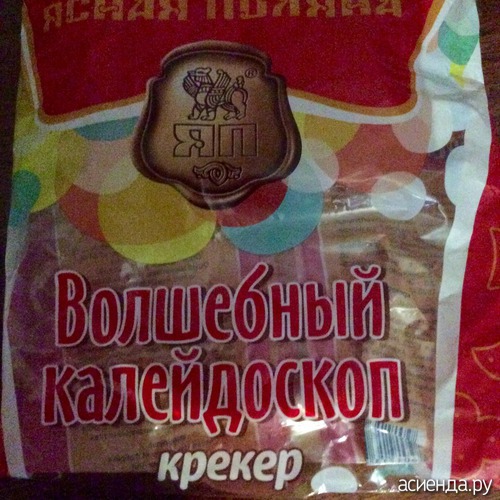 ЯСНАЯ ПОЛЯНА
ЯП
Волшебный
калейдоскоп
крекер
асиенда.ру